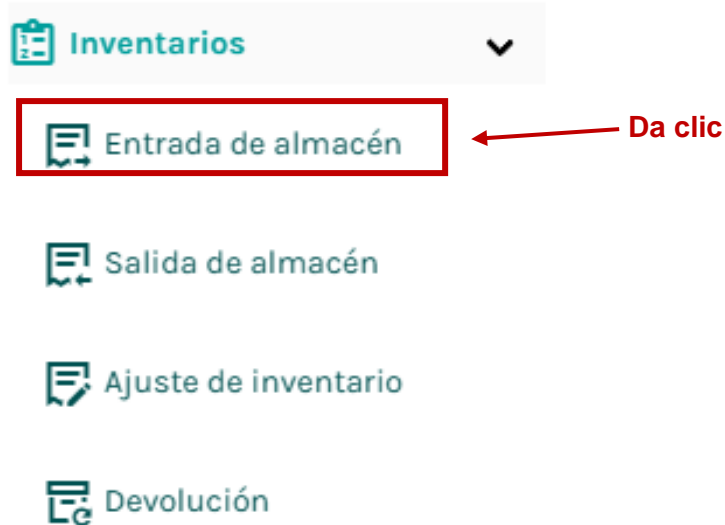 Inventarios
Entrada de almacén
Da clic
Salida de almacén
Ajuste de inventario
Devolución